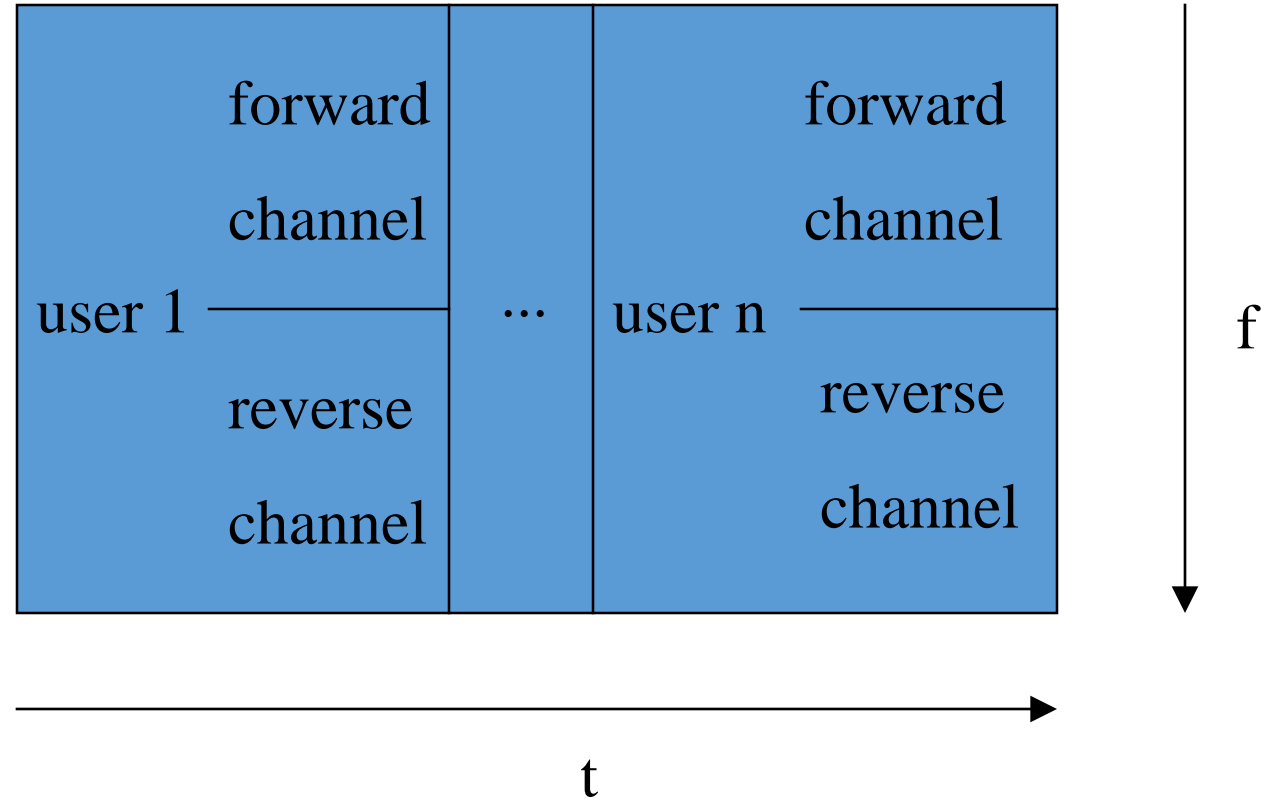 forward
channel
user 1
reverse
channel
...
forward
channel
user n
reverse
channel
f
t